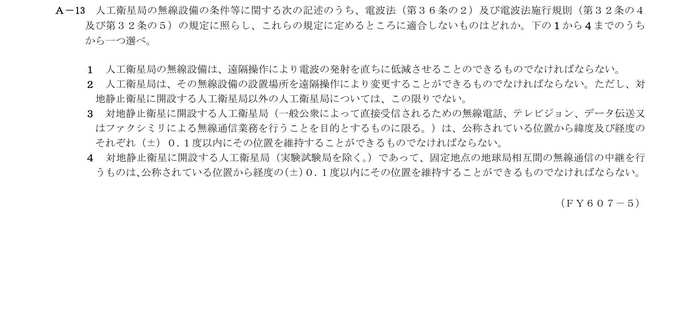 A-13 人工衛星局の無線設備の条件等に関する次の記述のうち、電波法（第36条の2）及び電波法施行規則（第32条の4
及び第32条の5）の規定に照らし、これらの規定に定めるところに適合しないものはどれか。下の1から4までのうち
から一つ選べ。
1 人工衛星局の無線設備は、遠隔操作により電波の発射を直ちに低減させることのできるものでなければならない。
2 人工衛星局は、その無線設備の設置場所を遠隔操作により変更することができるものでなければならない。ただし、対
地静止衛星に開設する人工衛星局以外の人工衛星局については、この限りでない。
3 対地静止衛星に開設する人工衛星局（一般公衆によって直接受信されるための無線電話、テレビジョン、データ伝送又
はファクシミリによる無線通信業務を行うことを目的とするものに限る。）は、公称されている位置から緯度及び経度の
それぞれ（±）0.1度以内にその位置を維持することができるものでなければならない。
4 対地静止衛星に開設する人工衛星局（実験試験局を除く。）であって、固定地点の地球局相互間の無線通信の中継を行
うものは、公称されている位置から経度の（±）0.1度以内にその位置を維持することができるものでなければならない。
（FY607-5）